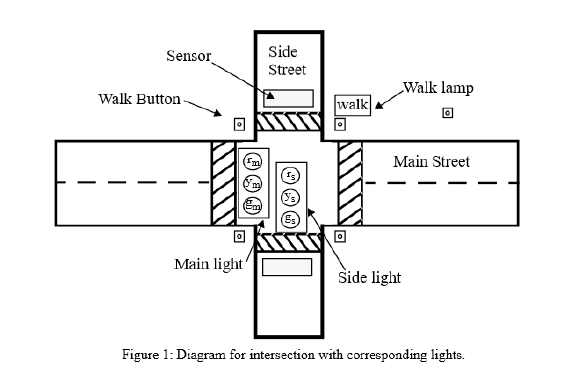 Sensor
Side
Street
Walk Button
walk
Walk lamp
Main Street
rm
ym
gm
rs
ys
gs
Main light
Side light
Figure 1: Diagram for intersection with corresponding lights.